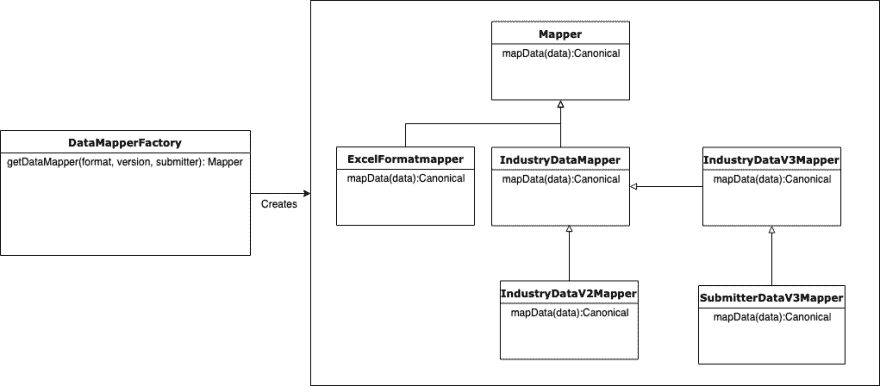 Mapper
mapData(data):Canonical
DataMapperFactory
getDataMapper(format, version, submitter): Mapper
Creates
ExcelFormatmapper
mapData(data):Canonical
IndustryDataMapper
mapData(data):Canonical
IndustryDataV3Mapper
mapData(data):Canonical
IndustryDataV2Mapper
mapData(data):Canonical
SubmitterDataV3Mapper
mapData(data):Canonical